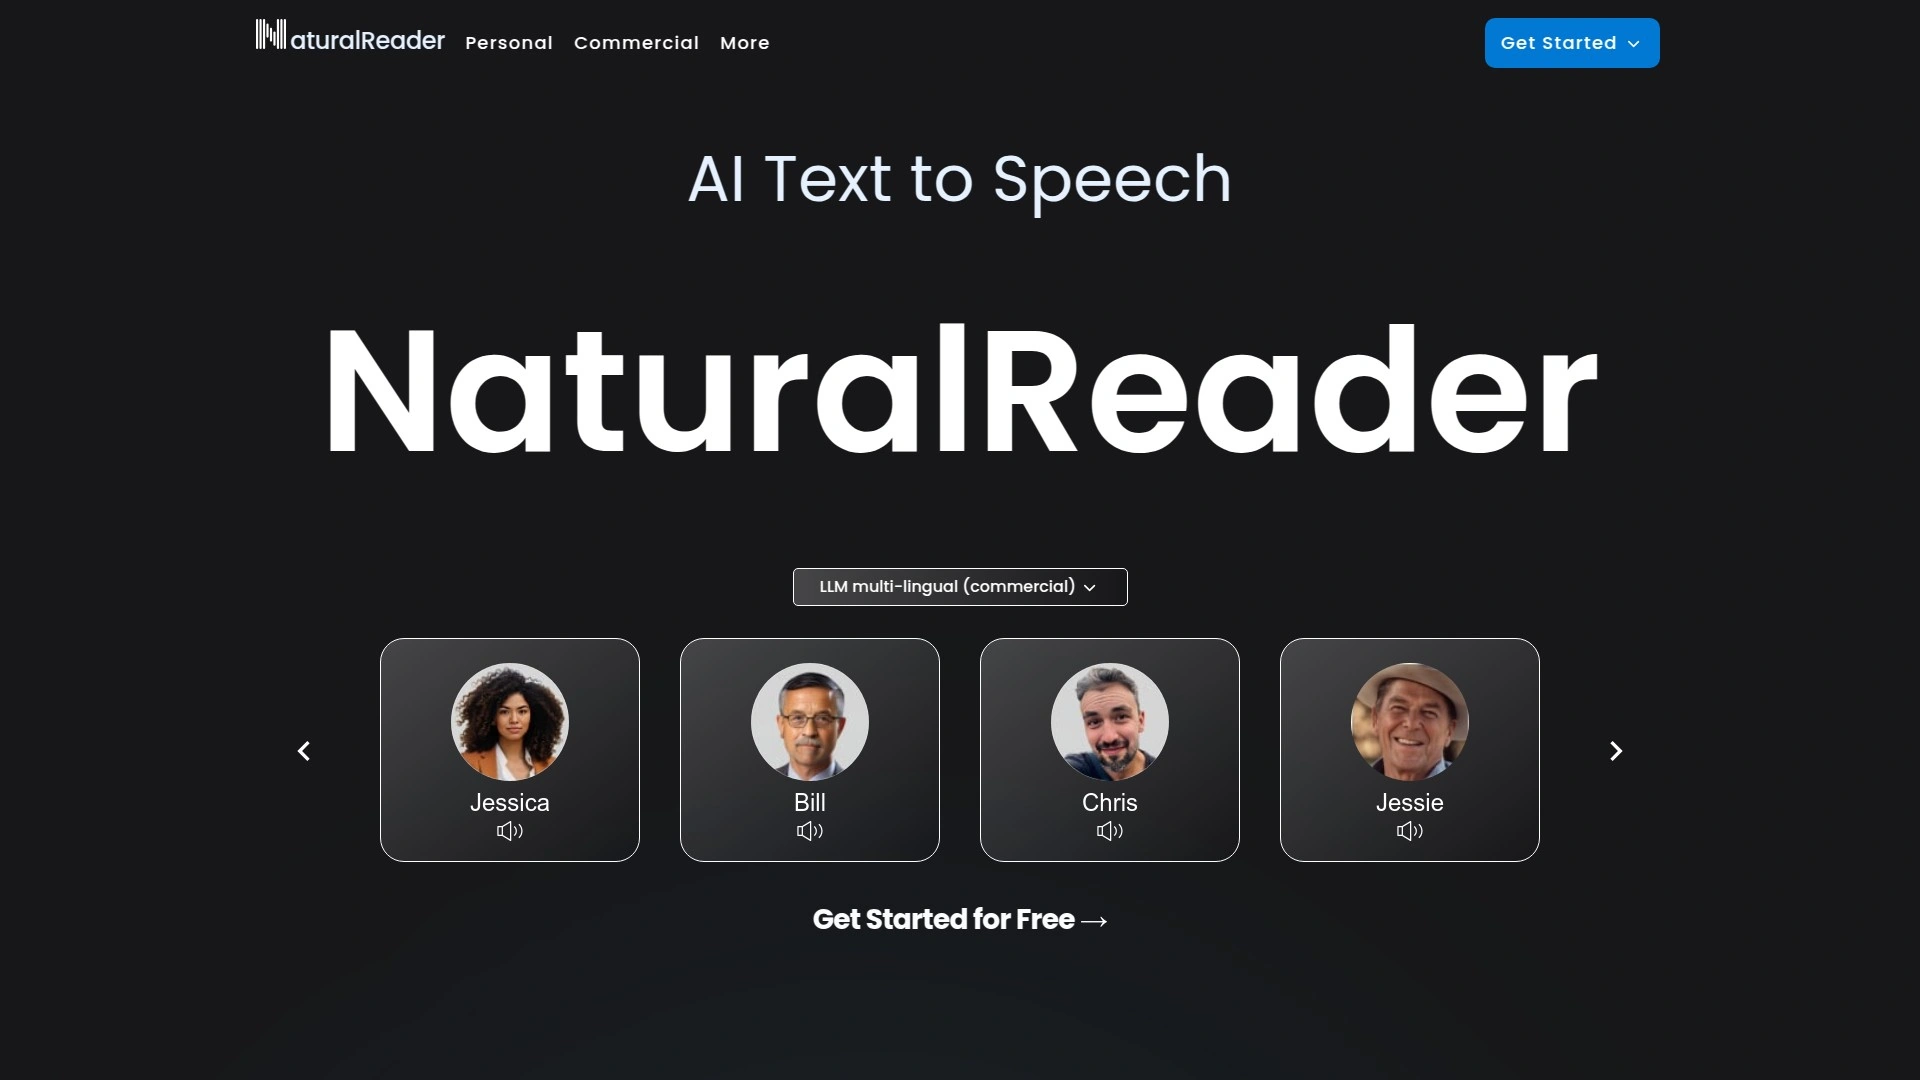 NaturalReader Personal Commercial More Get Started
AI Text to Speech
NaturalReader
LLM multi-lingual (commercial)
Jessica Bill Chris Jessie
Get Started for Free →